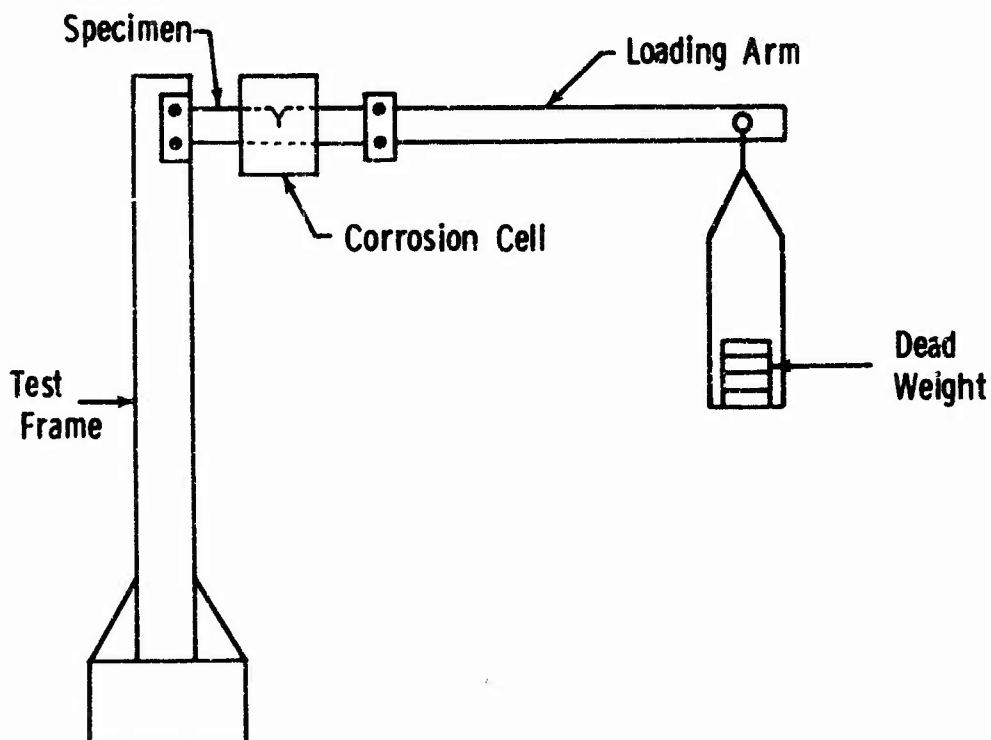 Specimen
Loading Arm
Corrosion Cell
Dead
Weight
Test
Frame